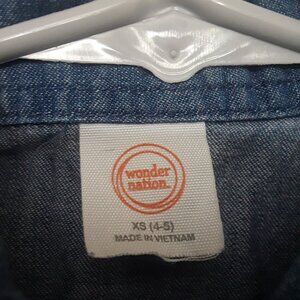 wonder
nation.
XS (4-5)
MADE IN VIETNAM